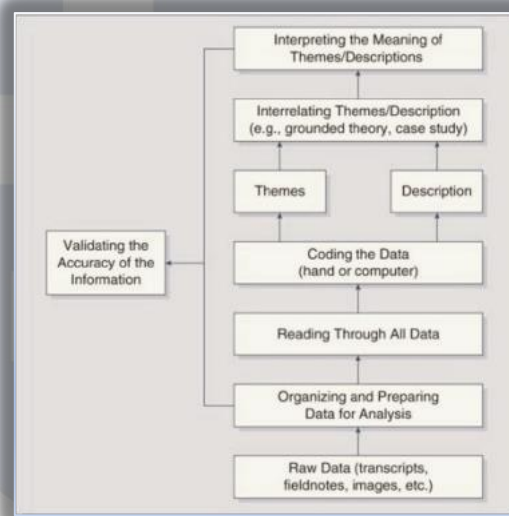 Interpreting the Meaning of
Themes/Descriptions
Interrelating Themes/Description
(e.g., grounded theory, case study)
Themes
Description
Validating the
Accuracy of the
Information
Coding the Data
(hand or computer)
Reading Through All Data
Organizing and Preparing
Data for Analysis
Raw Data (transcripts,
fieldnotes, images, etc.)